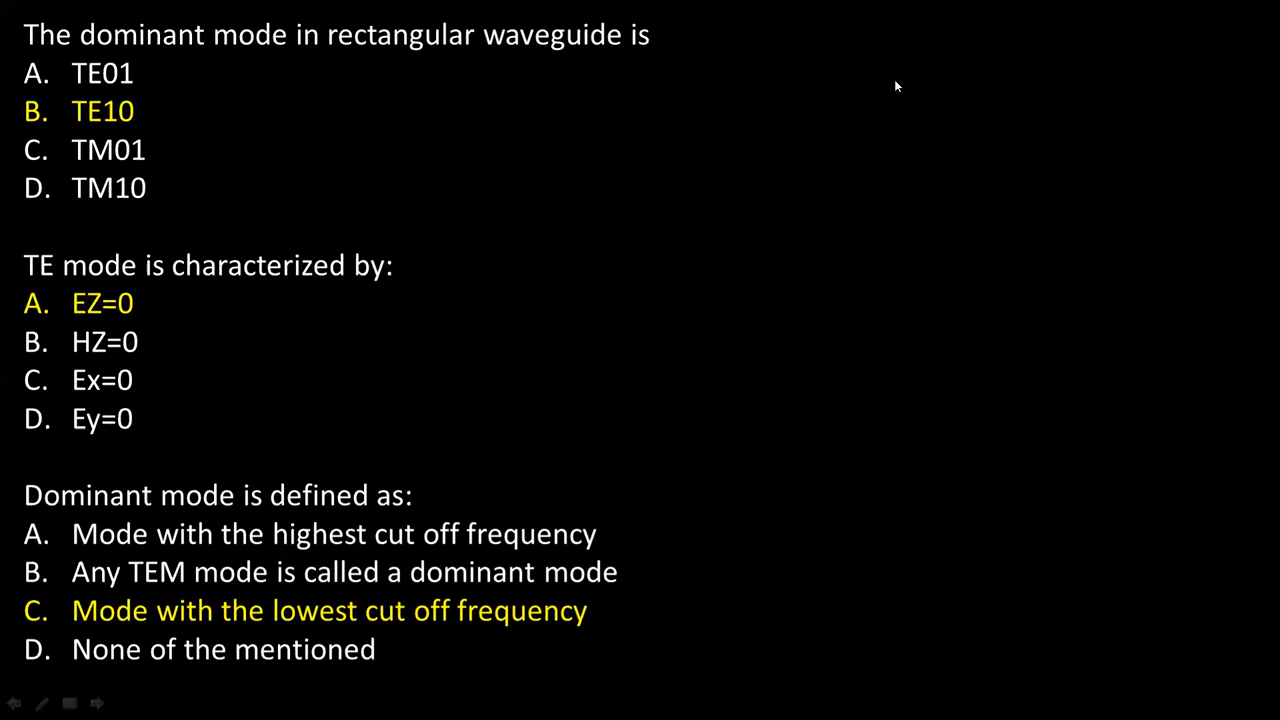 The dominant mode in rectangular waveguide is
A. TE01
B. TE10
C. TM01
D. TM10
TE mode is characterized by:
A. EZ=0
B. HZ=0
C. Ex=0
D. Ey=0
Dominant mode is defined as:
A. Mode with the highest cut off frequency
B. Any TEM mode is called a dominant mode
C. Mode with the lowest cut off frequency
D. None of the mentioned